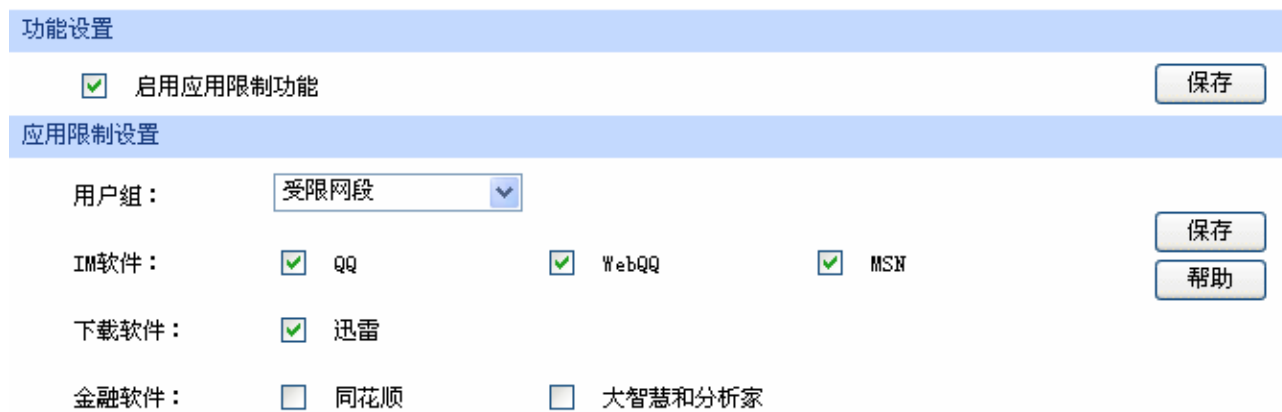 功能设置
启用应用限制功能 保存
应用限制设置
用户组： 受限网段
保存
IM软件： QQ WebQQ MSN
帮助
下载软件： 迅雷
金融软件： 同花顺 大智慧和分析家